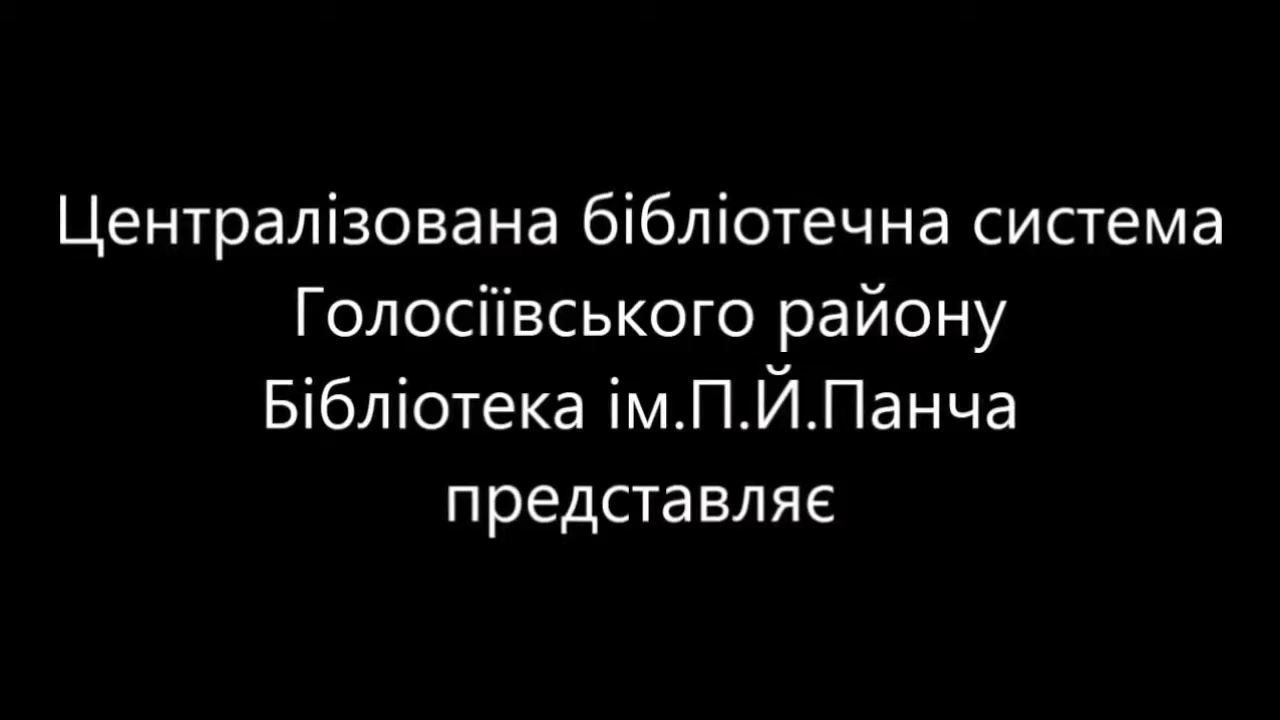 Централізована бібліотечна система
Голосіївського району
Бібліотека ім.П.Й.Панча
представляє